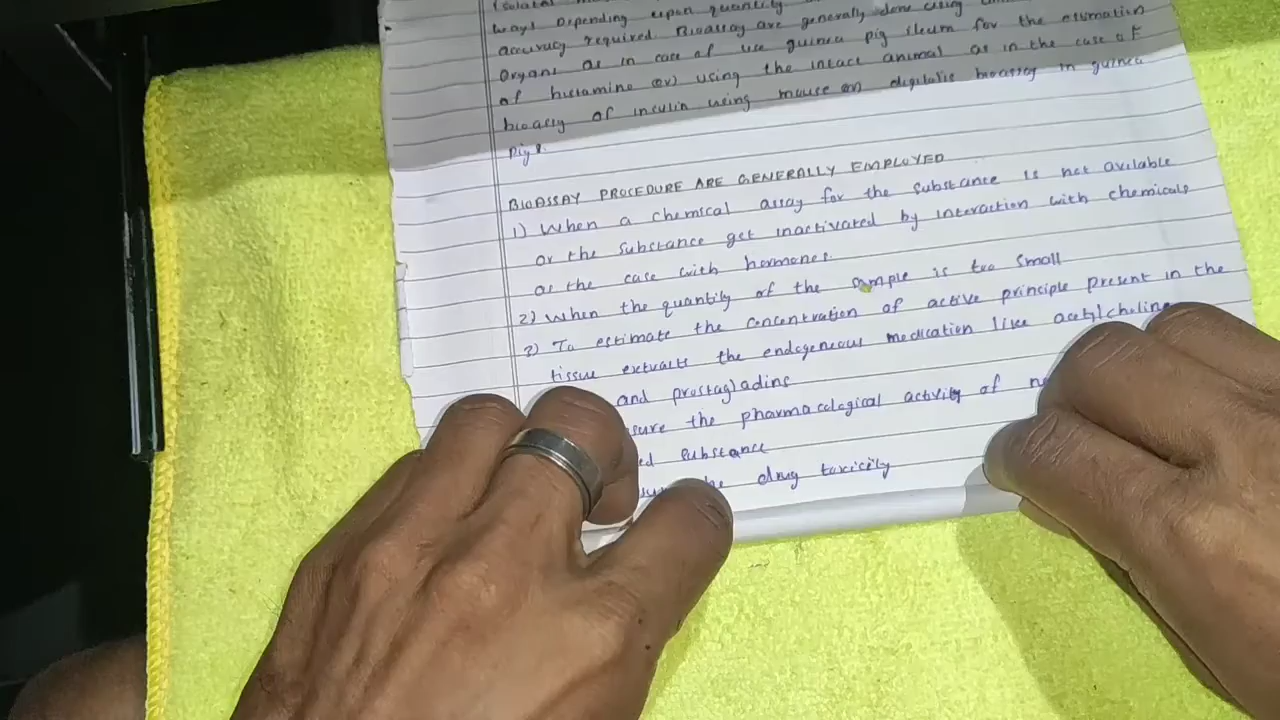 ways Depending upon quantity
accuracy required. Bioassay are generally done using
organs as in case of use guinea pig ileum for the estimation
of histamine (or) using the intact animal as in the case of
bioassy of insulin using mouse or digitalis bioassay in guinea
pigs.
BIOASSAY PROCEDURE ARE GENERALLY EMPLOYED
1) When a chemical assay for the substance is not avilable
or the substance get inactivated by interaction with chemicals
as the case with hormones.
2) When the quantity of the sample is too small
3) To estimate the concentration of active principle present in the
tissue extracts the endogeneous medication like acetylcholine
and prostagladins
sure the pharmacological activity of
ed substance
drug toxicity